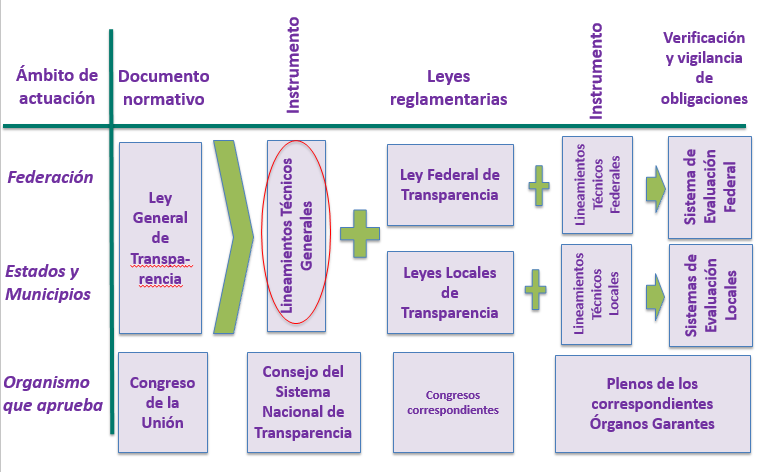 Ámbito de
actuación
Documento
normativo
Instrumento
Leyes
reglamentarias
Instrumento
Verificación
y vigilancia
de
obligaciones
Federación
Estados y
Municipios
Ley
General
de
Transpa-
rencia
Lineamientos Técnicos
Generales
Ley Federal de
Transparencia
Lineamientos
Técnicos
Federales
Sistema de
Evaluación
Federal
Leyes Locales
de
Transparencia
Lineamientos
Técnicos
Locales
Sistemas de
Evaluación
Locales
Organismo
que aprueba
Congreso
de la
Unión
Consejo del
Sistema
Nacional de
Transparencia
Congresos
correspondientes
Plenos de los
correspondientes
Órganos Garantes